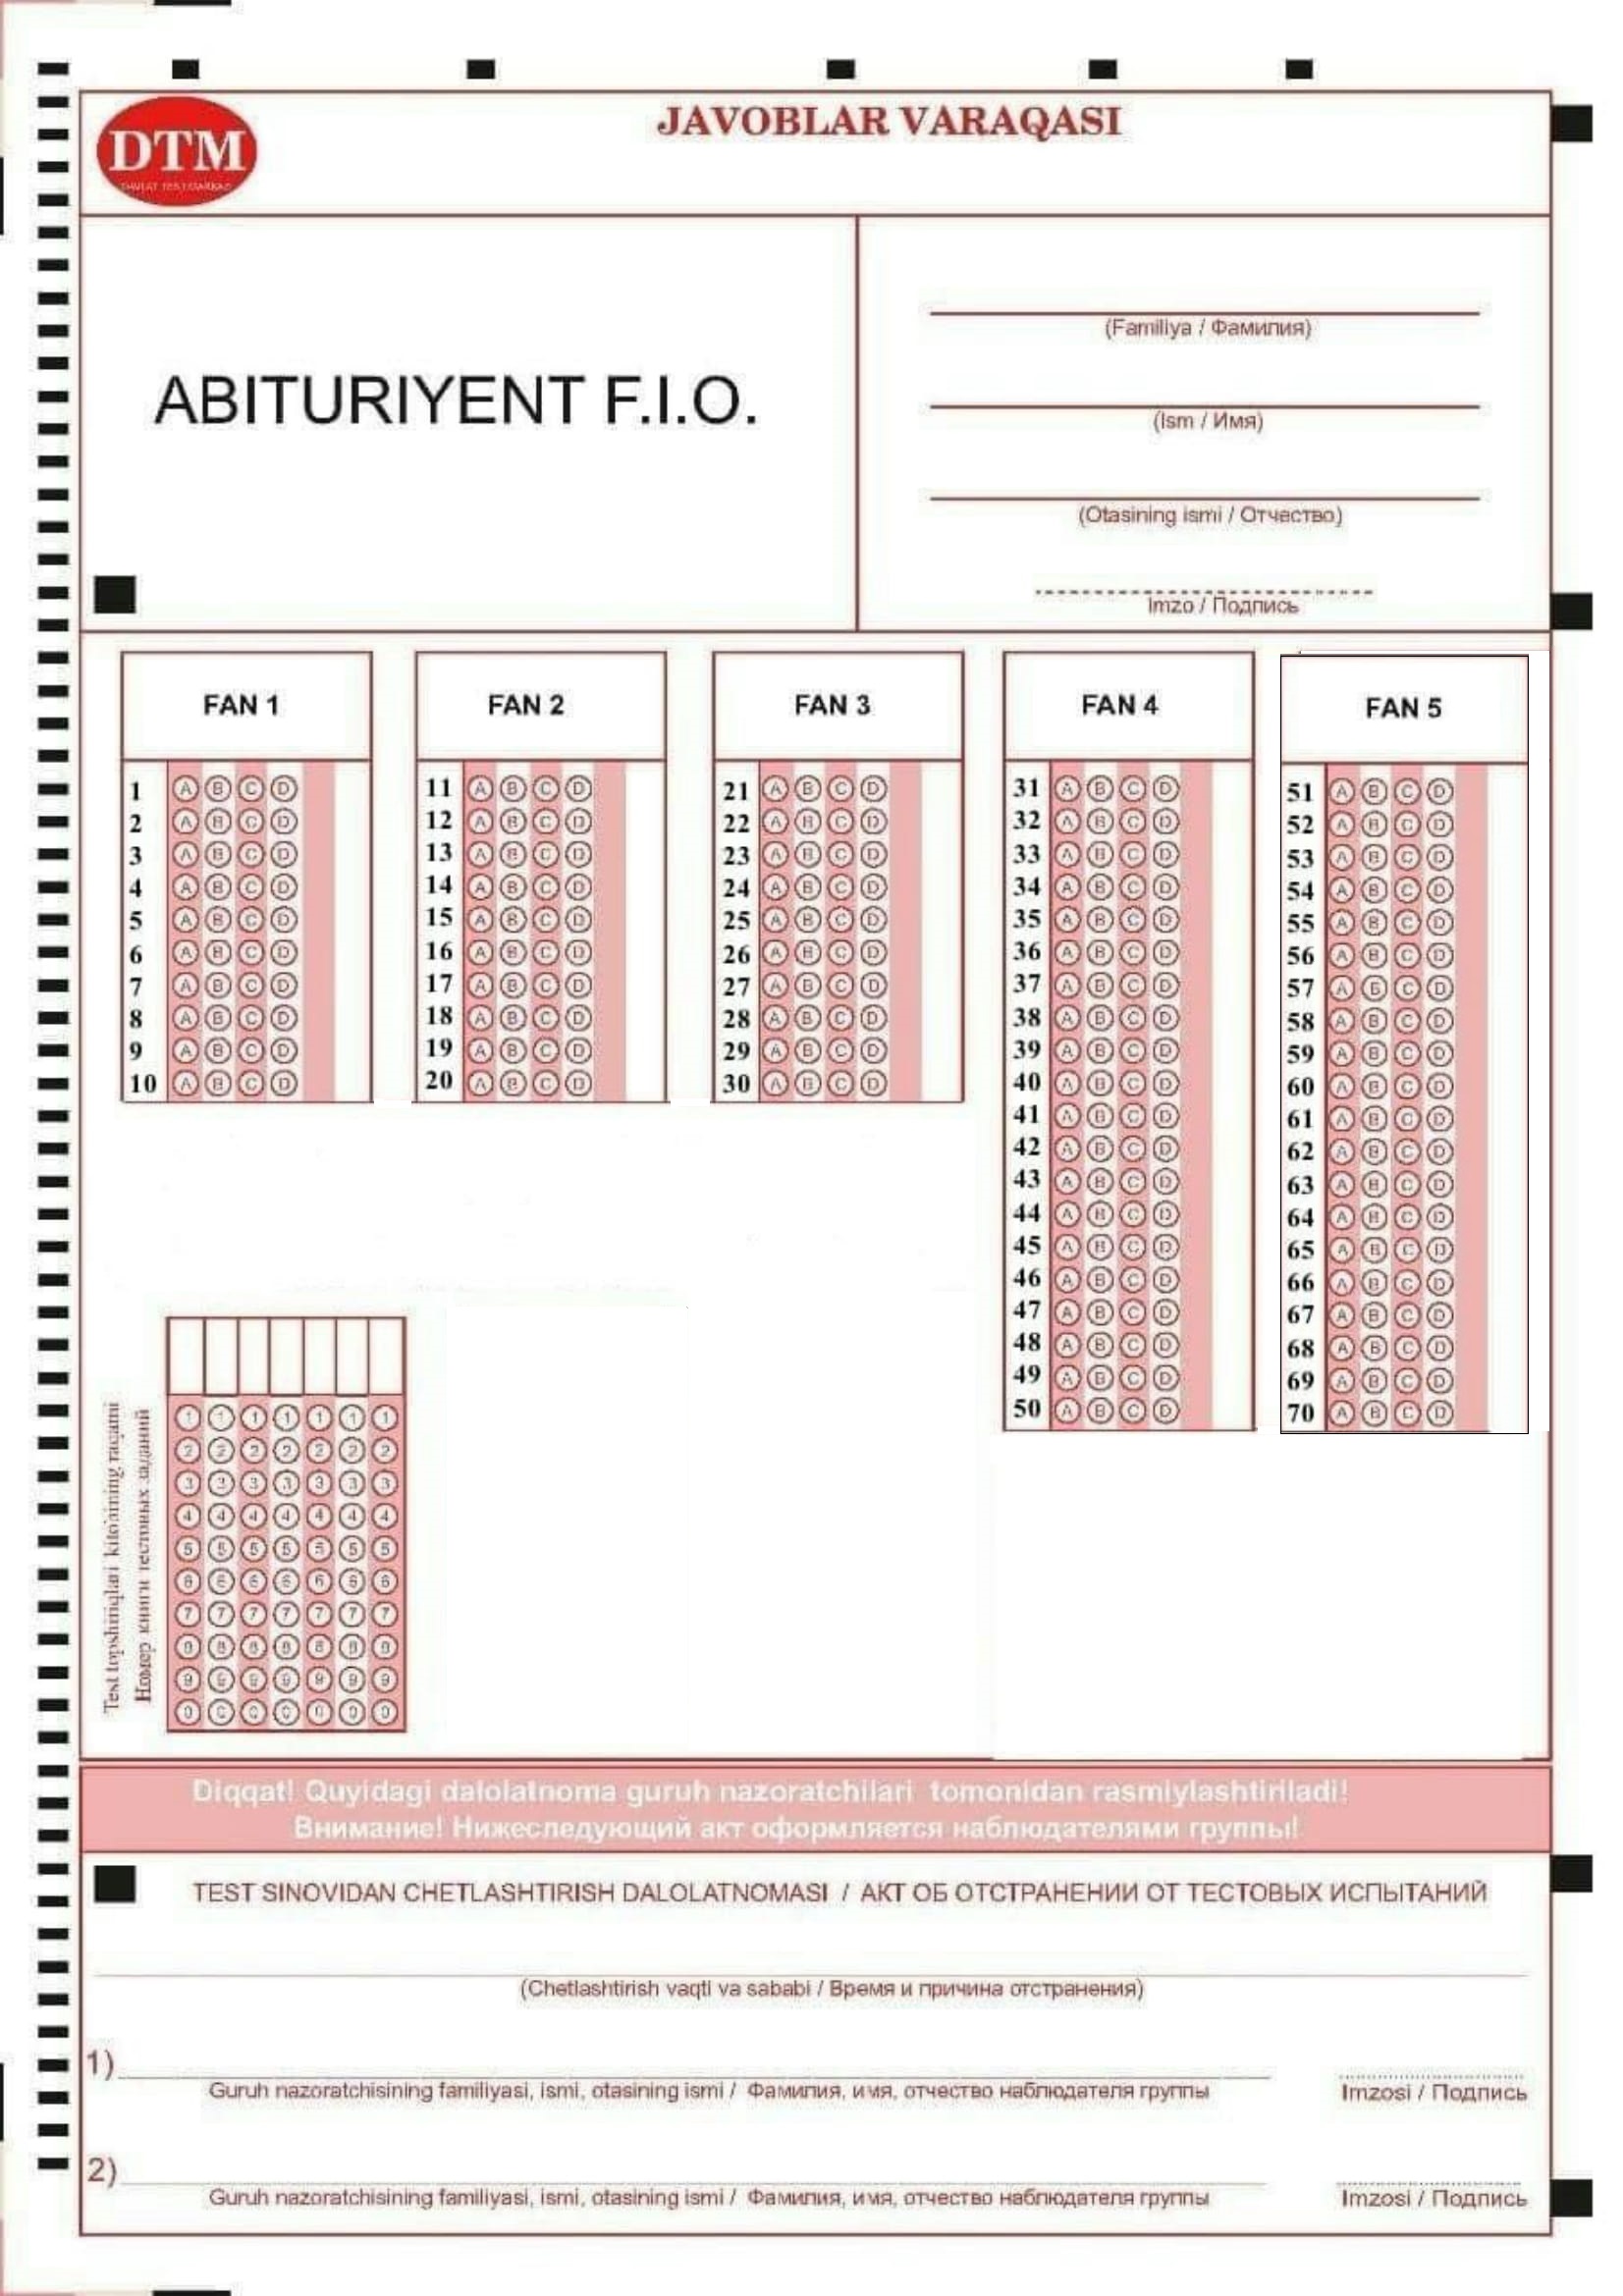 JAVOBLAR VARAQASI
DTM
ABITURIYENT F.I.O.
(Familiya / Фамилия)
(Ism / Имя)
(Otasining ismi / Отчество)
Imzo / Подпись
FAN 1 FAN 2 FAN 3 FAN 4 FAN 5
1 A B C D 11 A B C D 21 A B C D 31 A B C D 51 A B C D
2 A B C D 12 A B C D 22 A B C D 32 A B C D 52 A B C D
3 A B C D 13 A B C D 23 A B C D 33 A B C D 53 A B C D
4 A B C D 14 A B C D 24 A B C D 34 A B C D 54 A B C D
5 A B C D 15 A B C D 25 A B C D 35 A B C D 55 A B C D
6 A B C D 16 A B C D 26 A B C D 36 A B C D 56 A B C D
7 A B C D 17 A B C D 27 A B C D 37 A B C D 57 A B C D
8 A B C D 18 A B C D 28 A B C D 38 A B C D 58 A B C D
9 A B C D 19 A B C D 29 A B C D 39 A B C D 59 A B C D
10 A B C D 20 A B C D 30 A B C D 40 A B C D 60 A B C D
41 A B C D 61 A B C D
42 A B C D 62 A B C D
43 A B C D 63 A B C D
44 A B C D 64 A B C D
45 A B C D 65 A B C D
46 A B C D 66 A B C D
47 A B C D 67 A B C D
48 A B C D 68 A B C D
49 A B C D 69 A B C D
50 A B C D 70 A B C D
Test topshiriqlari kitobining raqami
Номер книги тестовых заданий
1 1 1 1 1 1 1
2 2 2 2 2 2 2
3 3 3 3 3 3 3
4 4 4 4 4 4 4
5 5 5 5 5 5 5
6 6 6 6 6 6 6
7 7 7 7 7 7 7
8 8 8 8 8 8 8
9 9 9 9 9 9 9
0 0 0 0 0 0 0
Diqqat! Quyidagi dalolatnoma guruh nazoratchilari tomonidan rasmiylashtiriladi!
Внимание! Нижеследующий акт оформляется наблюдателями группы!
TEST SINOVIDAN CHETLASHTIRISH DALOLATNOMASI / АКТ ОБ ОТСТРАНЕНИИ ОТ ТЕСТОВЫХ ИСПЫТАНИЙ
(Chetlashtirish vaqti va sababi / Время и причина отстранения)
1)
Guruh nazoratchisining familiyasi, ismi, otasining ismi / Фамилия, имя, отчество наблюдателя группы Imzosi / Подпись
2)
Guruh nazoratchisining familiyasi, ismi, otasining ismi / Фамилия, имя, отчество наблюдателя группы Imzosi / Подпись